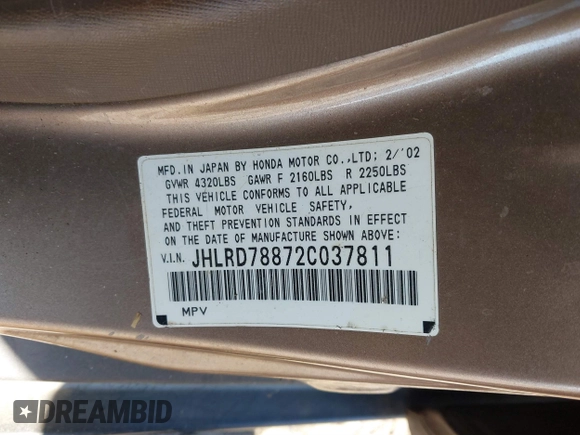 MFD.IN JAPAN BY HONDA MOTOR CO.,LTD; 2/'02
GVWR 4320LBS GAWR F 2160LBS R 2250LBS
THIS VEHICLE CONFORMS TO ALL APPLICABLE
FEDERAL MOTOR VEHICLE SAFETY,
AND THEFT PREVENTION STANDARDS IN EFFECT
ON THE DATE OF MANUFACTURE SHOWN ABOVE:
V.I.N. JHLRD78872C037811
MPV
DREAMBID